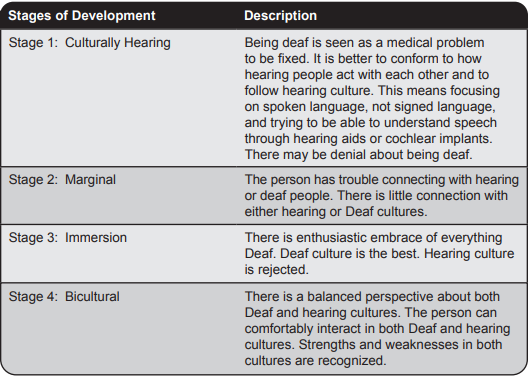 Stages of Development Description
Stage 1: Culturally Hearing
Being deaf is seen as a medical problem
to be fixed. It is better to conform to how
hearing people act with each other and to
follow hearing culture. This means focusing
on spoken language, not signed language,
and trying to be able to understand speech
through hearing aids or cochlear implants.
There may be denial about being deaf.
Stage 2: Marginal
The person has trouble connecting with hearing
or deaf people. There is little connection with
either hearing or Deaf cultures.
Stage 3: Immersion
There is enthusiastic embrace of everything
Deaf. Deaf culture is the best. Hearing culture
is rejected.
Stage 4: Bicultural
There is a balanced perspective about both
Deaf and hearing cultures. The person can
comfortably interact in both Deaf and hearing
cultures. Strengths and weaknesses in both
cultures are recognized.